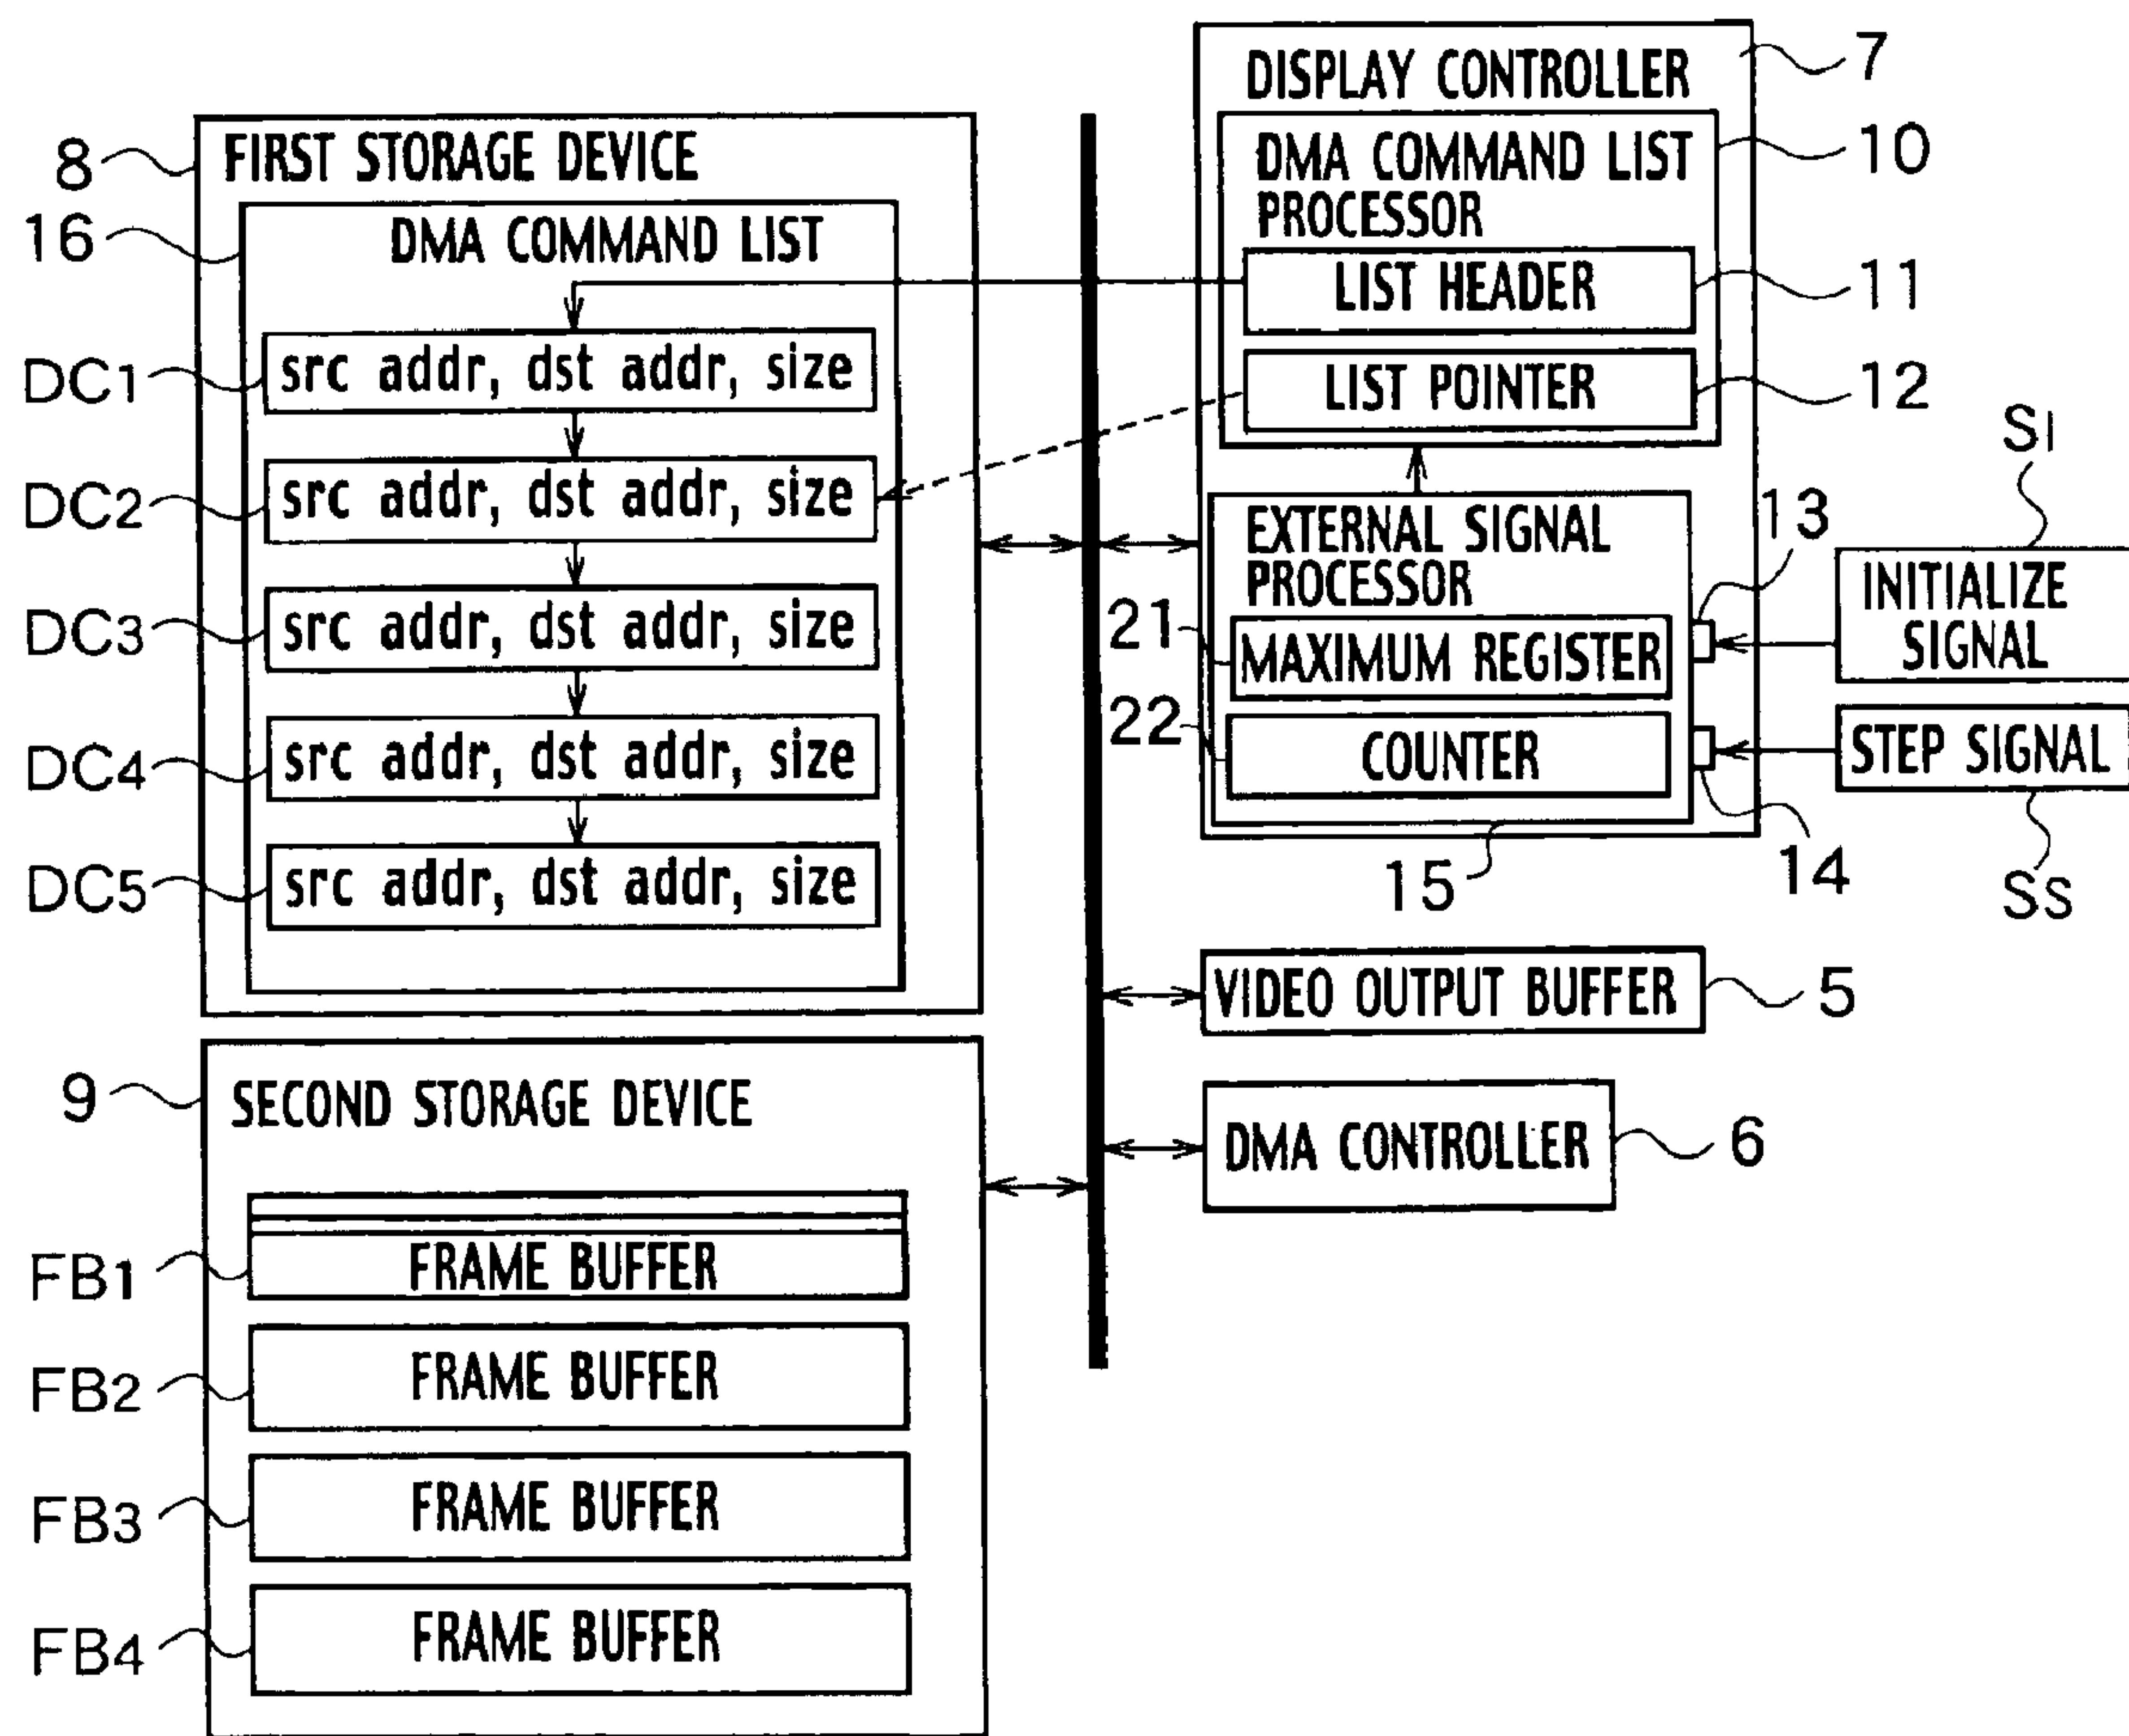 8
FIRST STORAGE DEVICE
16
DMA COMMAND LIST
DC1
src addr, dst addr, size
DC2
src addr, dst addr, size
DC3
src addr, dst addr, size
DC4
src addr, dst addr, size
DC5
src addr, dst addr, size
9
SECOND STORAGE DEVICE
FB1
FRAME BUFFER
FB2
FRAME BUFFER
FB3
FRAME BUFFER
FB4
FRAME BUFFER
DISPLAY CONTROLLER
7
DMA COMMAND LIST
PROCESSOR
10
LIST HEADER
11
LIST POINTER
12
EXTERNAL SIGNAL
PROCESSOR
13
21
MAXIMUM REGISTER
22
COUNTER
15
14
SI
INITIALIZE
SIGNAL
STEP SIGNAL
SS
VIDEO OUTPUT BUFFER
5
DMA CONTROLLER
6